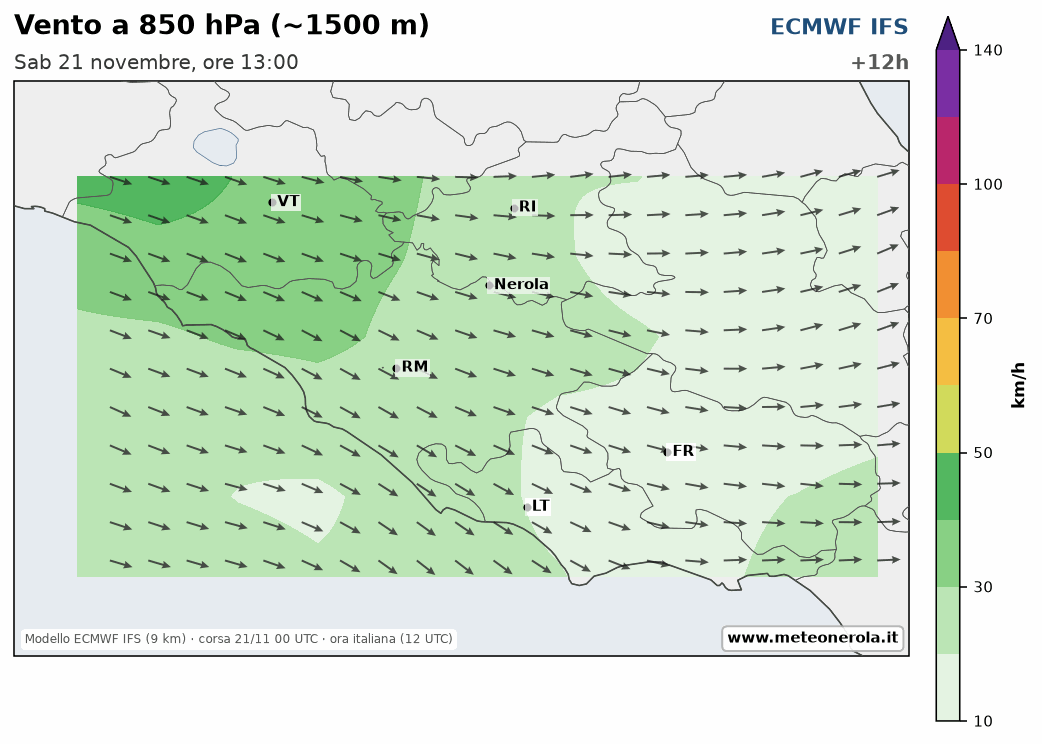 Vento a 850 hPa (~1500 m)
ECMWF IFS
Sab 21 novembre, ore 13:00
+12h
VT
RI
Nerola
RM
FR
LT
Modello ECMWF IFS (9 km) · corsa 21/11 00 UTC · ora italiana (12 UTC)
www.meteonerola.it
140
100
70
50
30
10
km/h